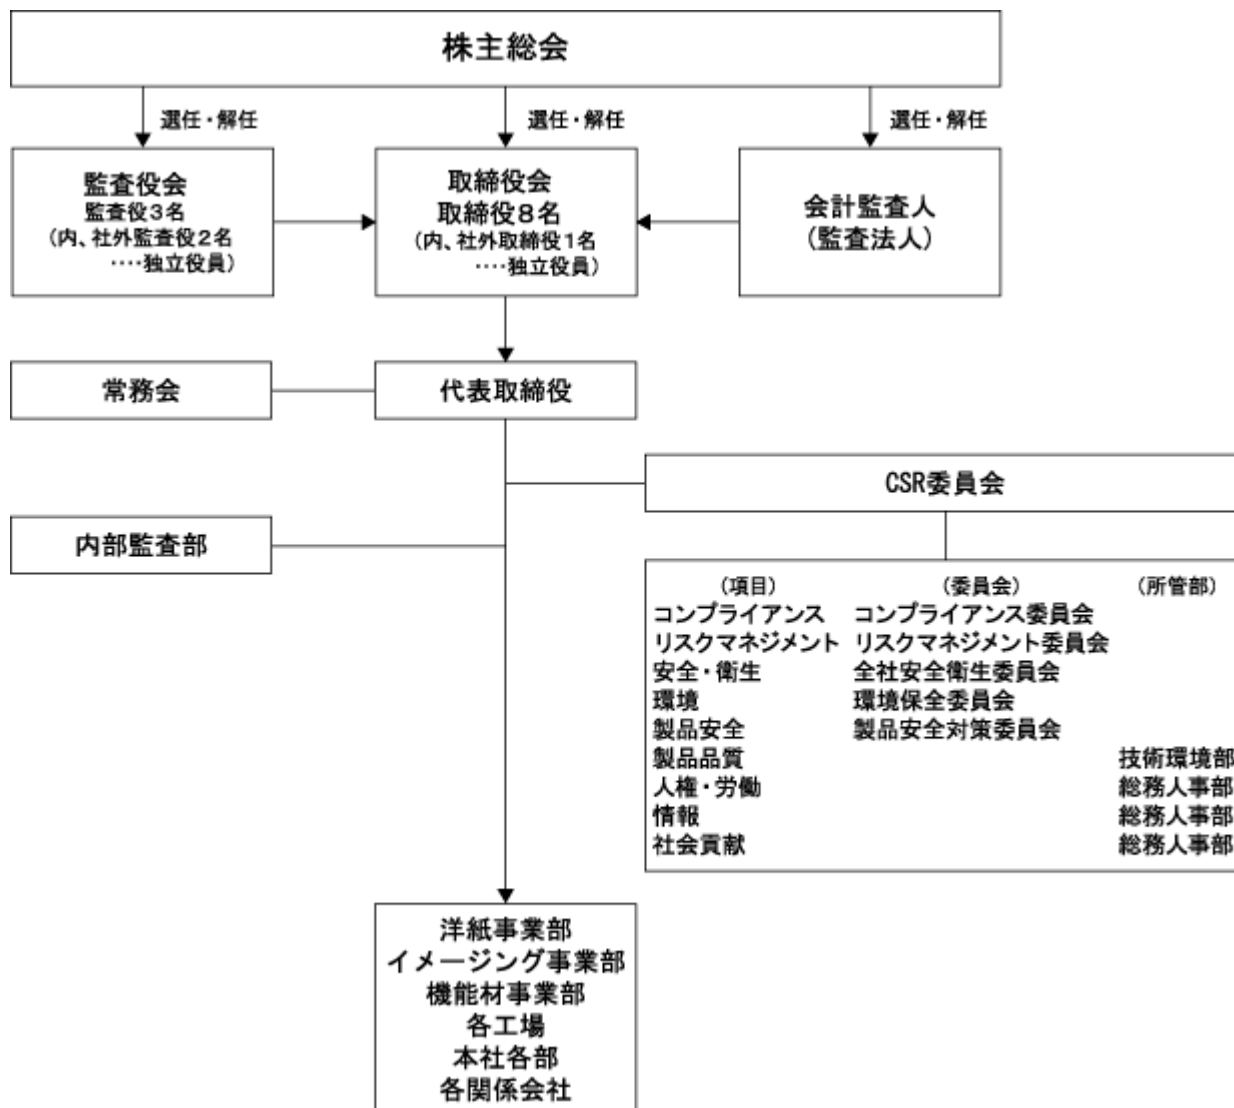 株主総会
選任・解任
選任・解任
選任・解任
監査役会
監査役3名
(内、社外監査役2名
‥‥独立役員)
取締役会
取締役8名
(内、社外取締役1名
‥‥独立役員)
会計監査人
(監査法人)
常務会
代表取締役
CSR委員会
内部監査部
(項目) (委員会) (所管部)
コンプライアンス コンプライアンス委員会
リスクマネジメント リスクマネジメント委員会
安全・衛生 全社安全衛生委員会
環境 環境保全委員会
製品安全 製品安全対策委員会
製品品質 技術環境部
人権・労働 総務人事部
情報 総務人事部
社会貢献 総務人事部
洋紙事業部
イメージング事業部
機能材事業部
各工場
本社各部
各関係会社